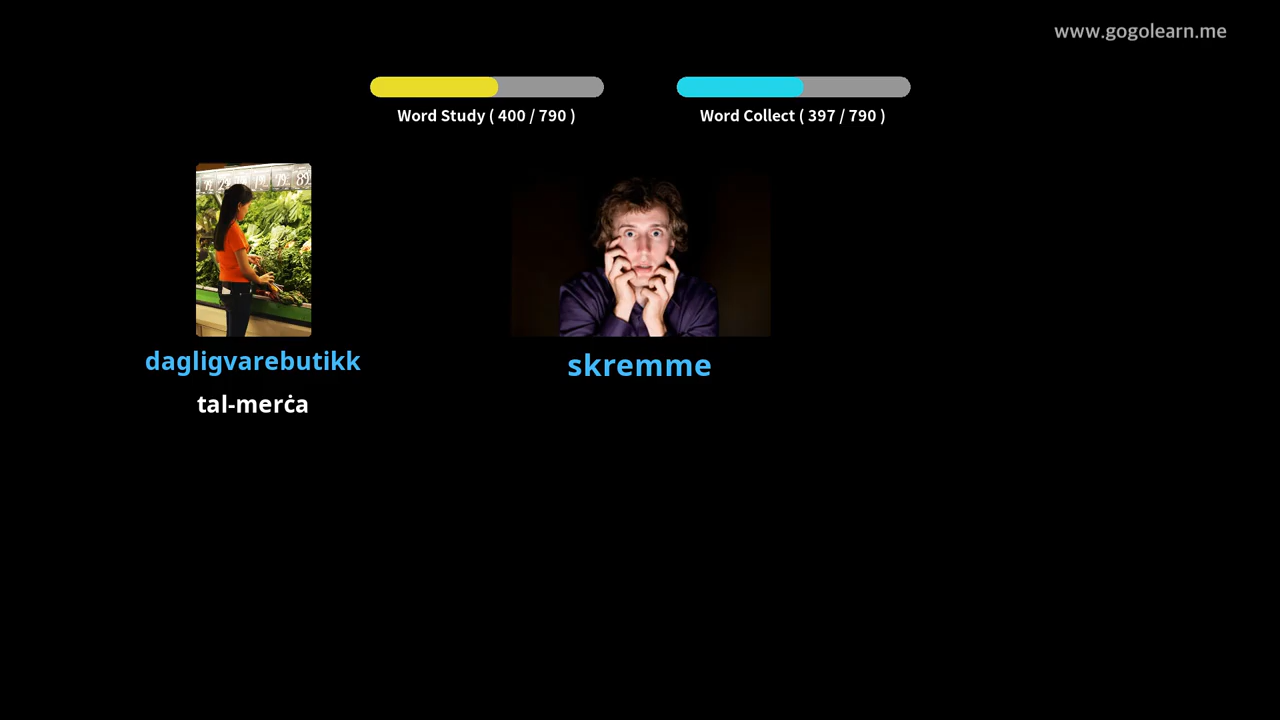 www.gogolearn.me
Word Study ( 400 / 790 )
Word Collect ( 397 / 790 )
dagligvarebutikk
tal-merċa
skremme